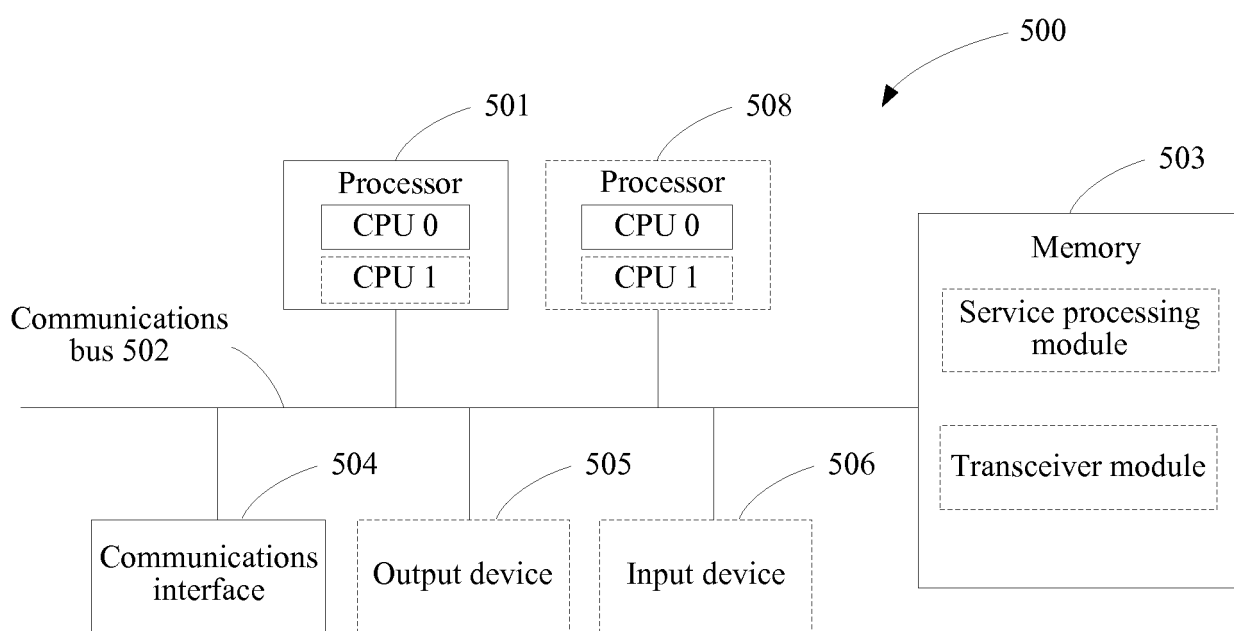 500
501
508
503
Processor
CPU 0
CPU 1
Processor
CPU 0
CPU 1
Memory
Service processing
module
Transceiver module
Communications
bus 502
504
505
506
Communications
interface
Output device
Input device